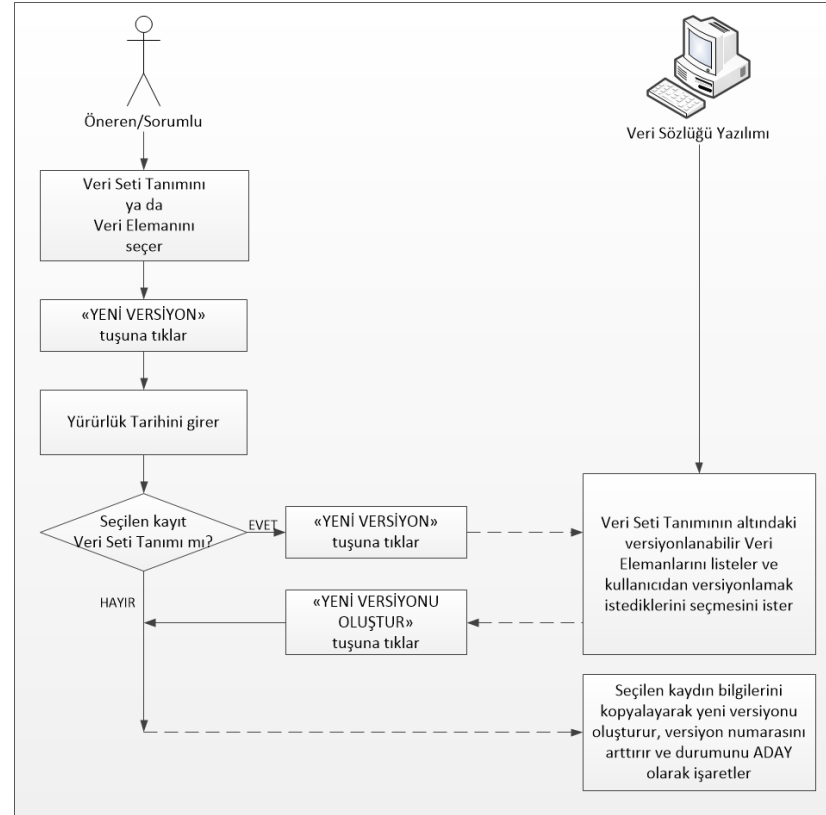 Öneren/Sorumlu
Veri Sözlüğü Yazılımı
Veri Seti Tanımını
ya da
Veri Elemanını
seçer
«YENİ VERSİYON»
tuşuna tıklar
Yürürlük Tarihini girer
Seçilen kayıt
Veri Seti Tanımı mı?
EVET
«YENİ VERSİYON»
tuşuna tıklar
Veri Seti Tanımının altındaki
versiyonlanabilir Veri
Elemanlarını listeler ve
kullanıcıdan versiyonlamak
istediklerini seçmesini ister
HAYIR
«YENİ VERSİYONU
OLUŞTUR»
tuşuna tıklar
Seçilen kaydın bilgilerini
kopyalayarak yeni versiyonu
oluşturur, versiyon numarasını
arttırır ve durumunu ADAY
olarak işaretler